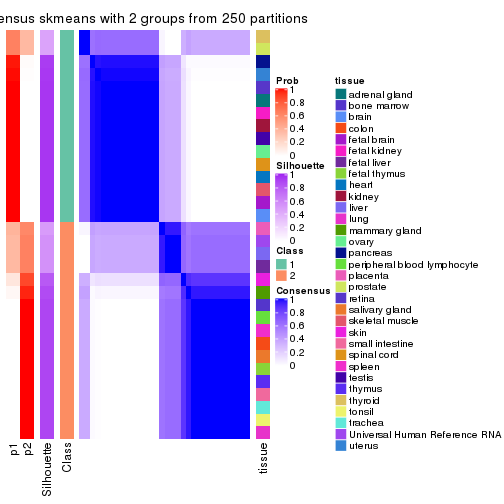 ensus skmeans with 2 groups from 250 partitions
Prob
1
0.8
0.6
0.4
0.2
0
Silhouette
1
0.8
0.6
0.4
0.2
0
Class
1
2
Consensus
1
0.8
0.6
0.4
0.2
0
tissue
adrenal gland
bone marrow
brain
colon
fetal brain
fetal kidney
fetal liver
fetal thymus
heart
kidney
liver
lung
mammary gland
ovary
pancreas
peripheral blood lymphocyte
placenta
prostate
retina
salivary gland
skeletal muscle
skin
small intestine
spinal cord
spleen
testis
thymus
thyroid
tonsil
trachea
Universal Human Reference RNA
uterus
p1
p2
Silhouette
Class
tissue